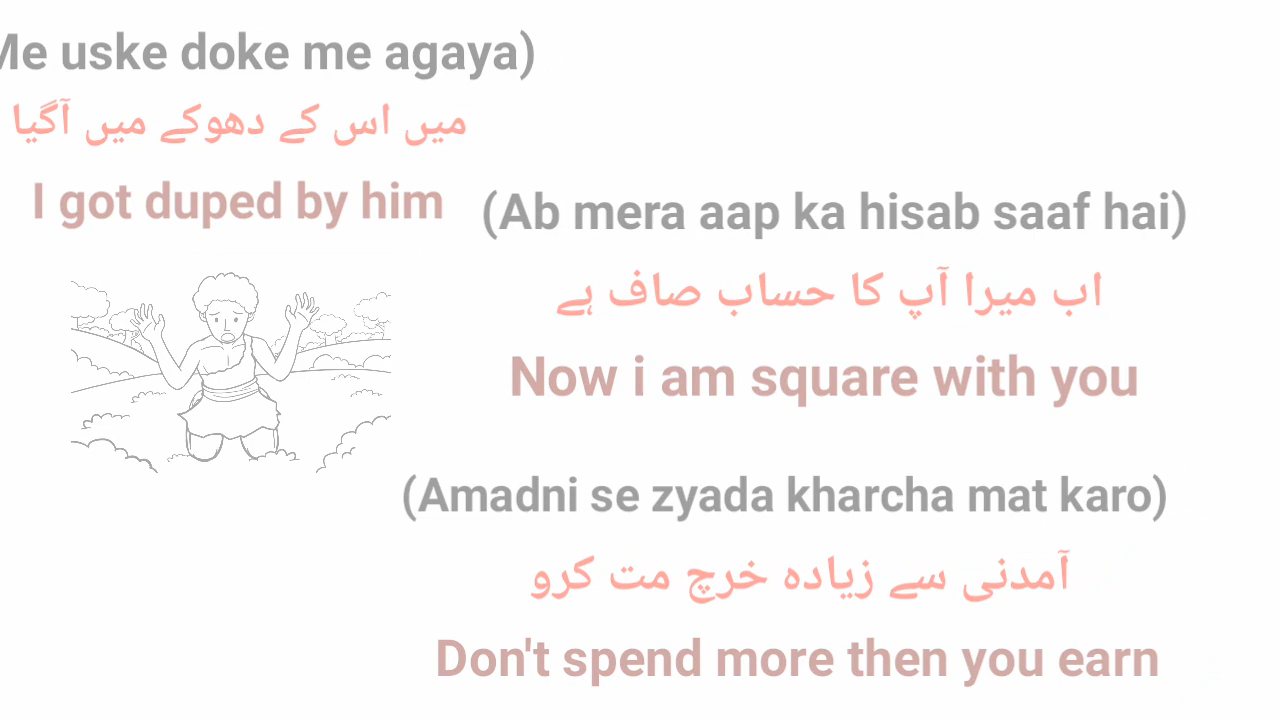 Me uske doke me agaya)
میں اس کے دھوکے میں آگیا
I got duped by him
(Ab mera aap ka hisab saaf hai)
اب میرا آپ کا حساب صاف ہے
Now i am square with you
(Amadni se zyada kharcha mat karo)
آمدنی سے زیادہ خرچ مت کرو
Don't spend more then you earn